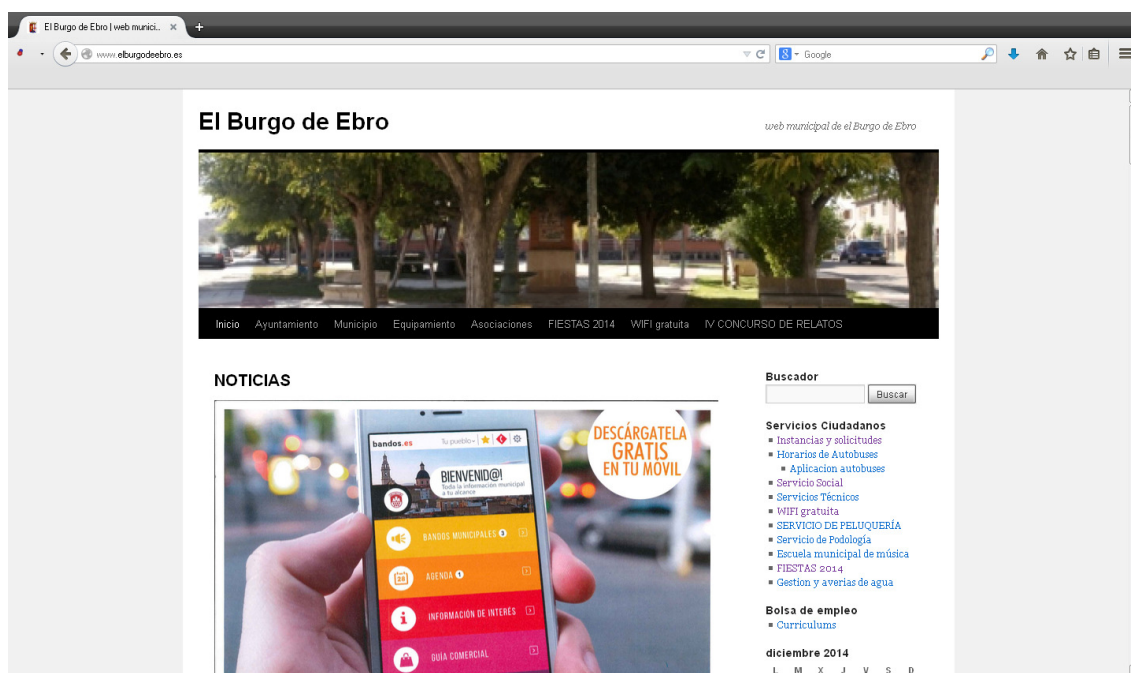 El Burgo de Ebro | web munici...
www.elburgodeebro.es
Google
El Burgo de Ebro
web municipal de el Burgo de Ebro
Inicio Ayuntamiento Municipio Equipamiento Asociaciones FIESTAS 2014 WIFI gratuita IV CONCURSO DE RELATOS
NOTICIAS
DESCÁRGATELA
GRATIS
EN TU MOVIL
bandos.es Tu pueblo
BIENVENID@!
Toda la información municipal
a tu alcance
BANDOS MUNICIPALES 3
28 AGENDA 1
INFORMACIÓN DE INTERÉS
GUÍA COMERCIAL
Buscador
Buscar
Servicios Ciudadanos
Instancias y solicitudes
Horarios de Autobuses
Aplicacion autobuses
Servicio Social
Servicios Técnicos
WIFI gratuita
SERVICIO DE PELUQUERÍA
Servicio de Podología
Escuela municipal de música
FIESTAS 2014
Gestion y averias de agua
Bolsa de empleo
Curriculums
diciembre 2014
L M X J V S D